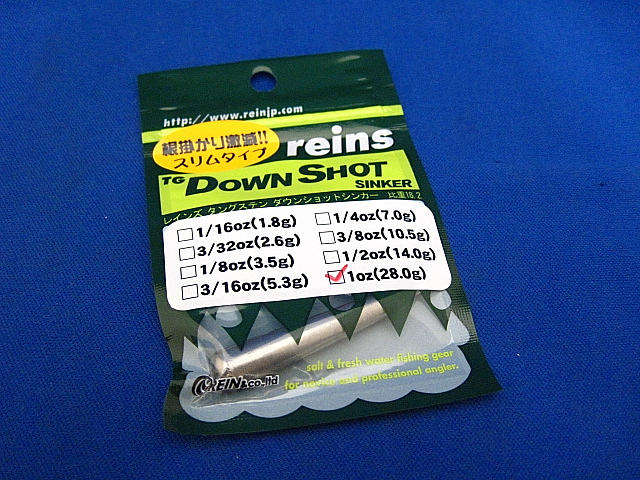 http://www.reinjp.com
根掛かり激減!!
スリムタイプ
reins
TG DOWN SHOT
SINKER
レインズ タングステン ダウンショットシンカー 比重18.2
1/16oz(1.8g)
3/32oz(2.6g)
1/8oz(3.5g)
3/16oz(5.3g)
1/4oz(7.0g)
3/8oz(10.5g)
1/2oz(14.0g)
1oz(28.0g)
salt & fresh water fishing gear
for novice and professional angler.
REINS co.,ltd